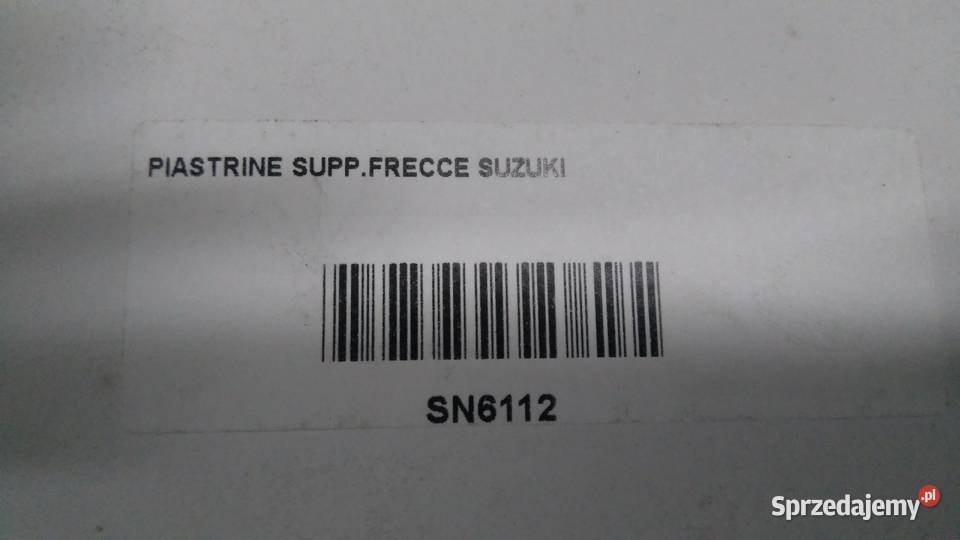 PIASTRINE SUPP.FRECCE SUZUKI
SN6112
Sprzedajemy.pl